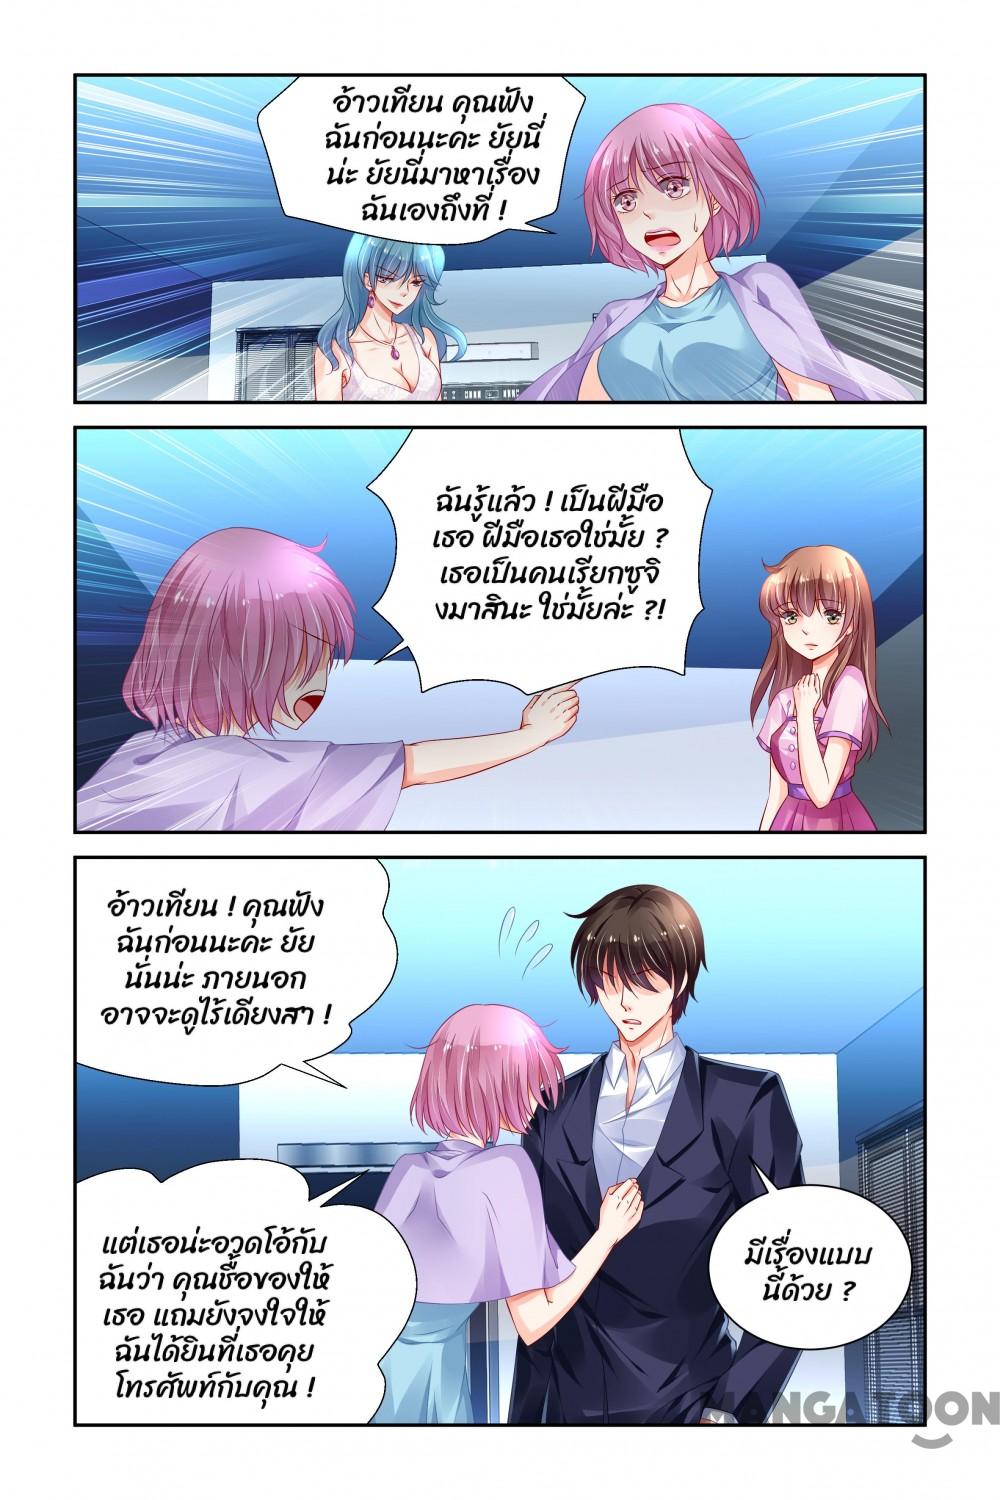 อ้าวเทียน คุณฟัง
ฉันก่อนนะคะ ยัยนี่
น่ะ ยัยนี่มาหาเรื่อง
ฉันเองถึงที่ !
ฉันรู้แล้ว ! เป็นฝีมือ
เธอ ฝีมือเธอใช่มั้ย ?
เธอเป็นคนเรียกซูจิ
งมาสินะ ใช่มั้ยล่ะ ?!
อ้าวเทียน ! คุณฟัง
ฉันก่อนนะคะ ยัย
นั่นน่ะ ภายนอก
อาจจะดูไร้เดียงสา !
แต่เธอน่ะอวดโอ้กับ
ฉันว่า คุณซื้อของให้
เธอ แถมยังจงใจให้
ฉันได้ยินที่เธอคุย
โทรศัพท์กับคุณ !
มีเรื่องแบบ
นี้ด้วย ?
MANGATOON